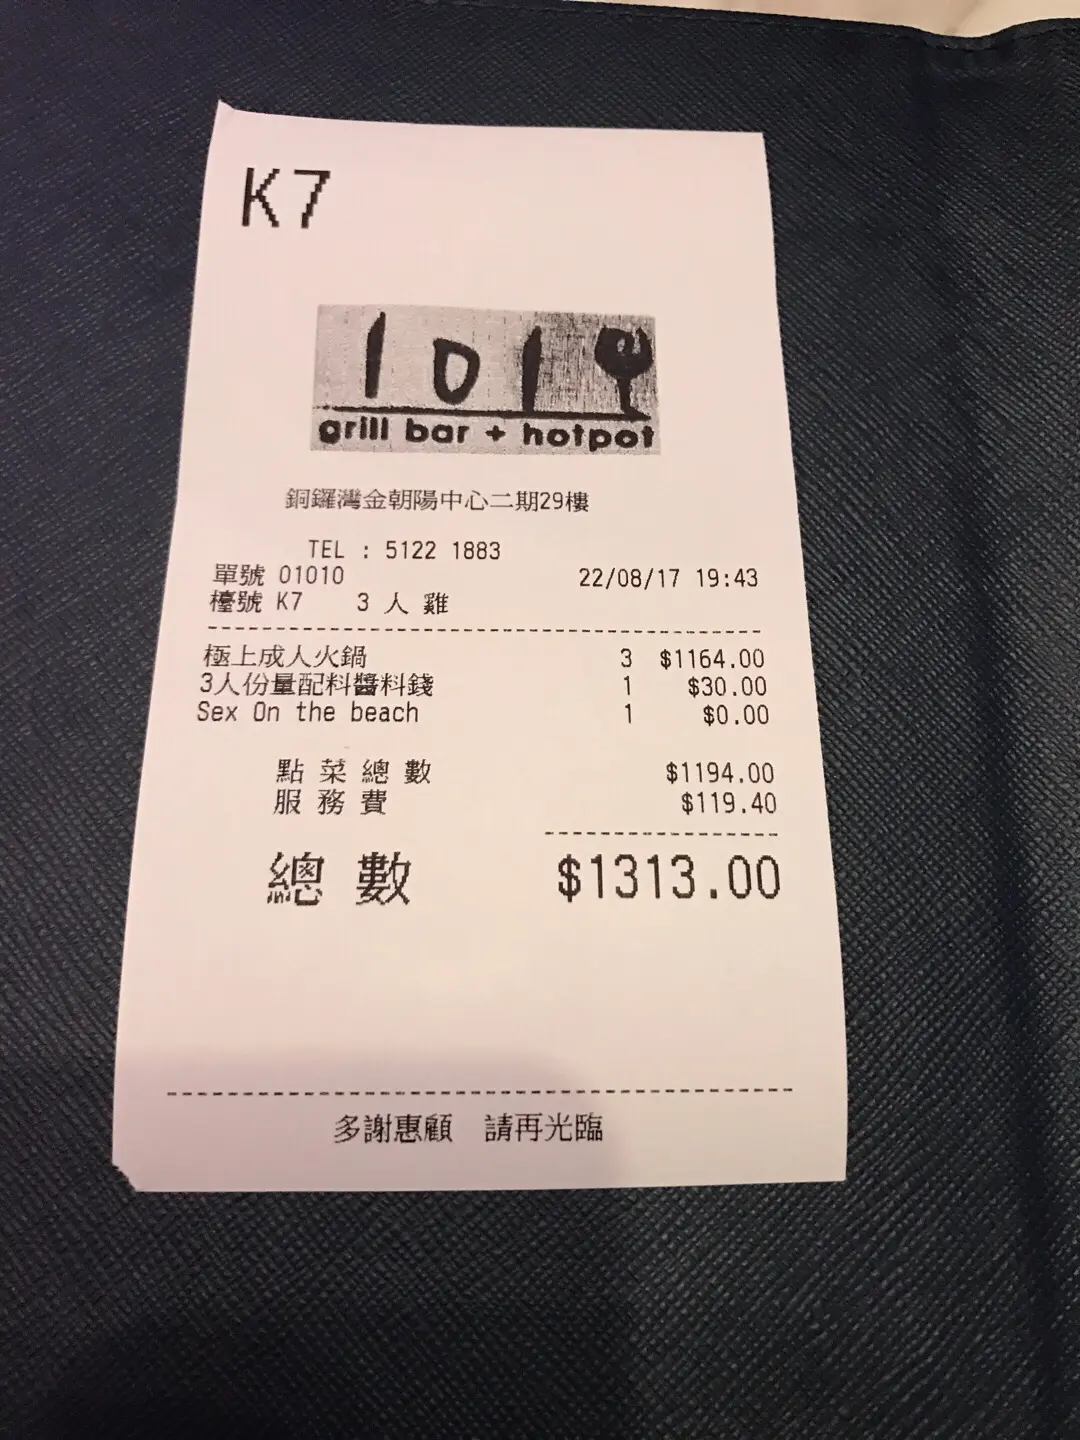 K7
101
grill bar + hotpot
銅鑼灣金朝陽中心二期29樓
TEL : 5122 1883
單號 01010 22/08/17 19:43
檯號 K7 3 人 雞
極上成人火鍋 3 $1164.00
3人份量配料醬料錢 1 $30.00
Sex On the beach 1 $0.00
點菜總數 $1194.00
服務費 $119.40
總數 $1313.00
多謝惠顧 請再光臨